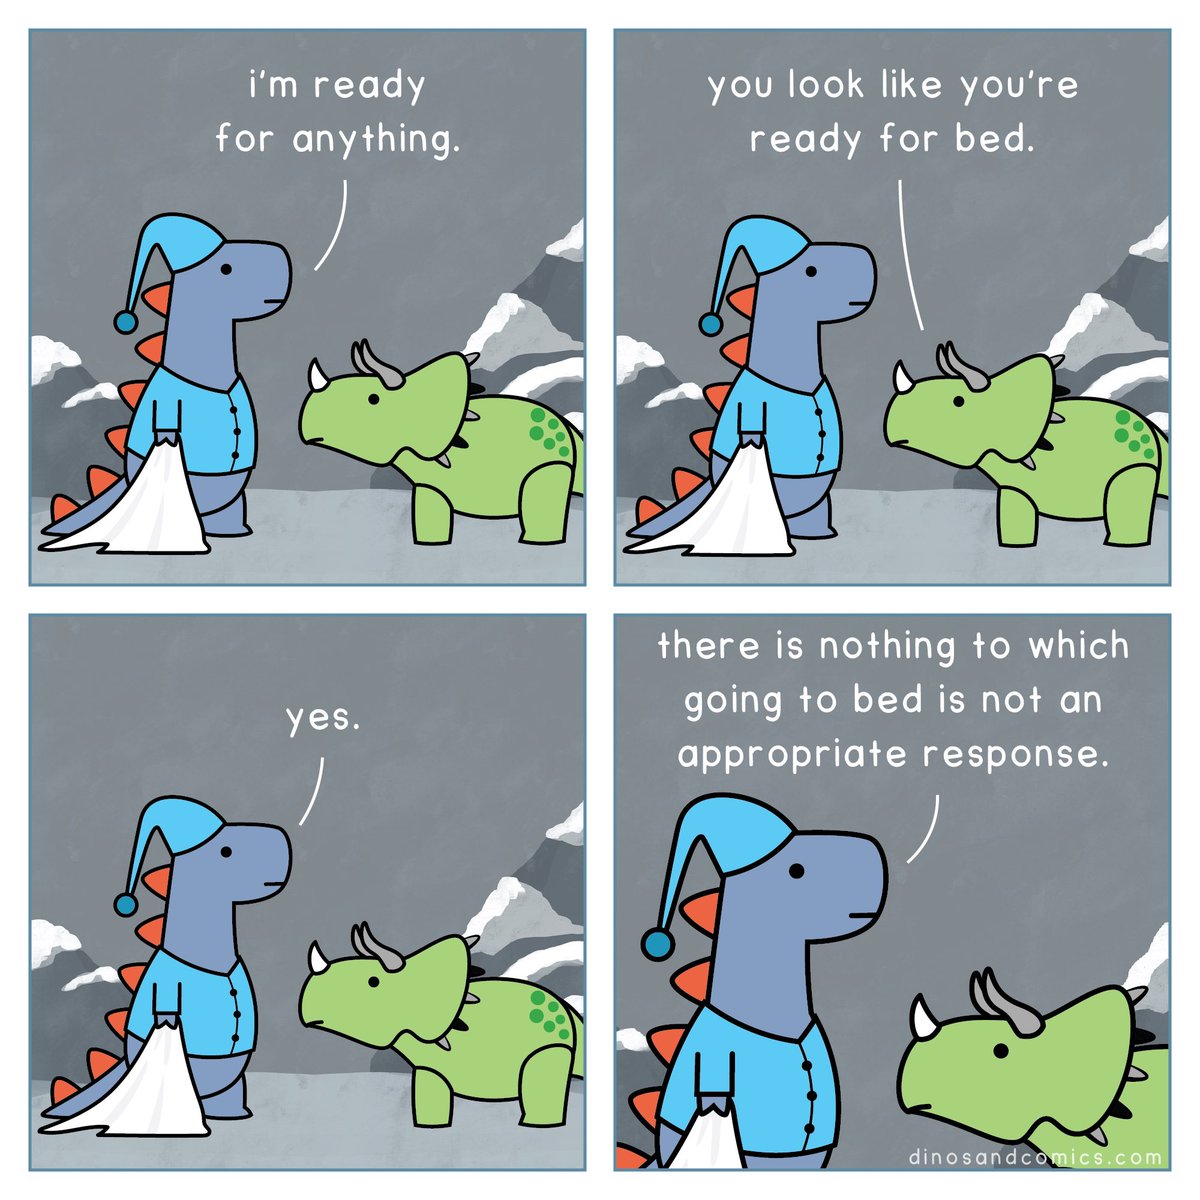 i'm ready
for anything.
you look like you're
ready for bed.
yes.
there is nothing to which
going to bed is not an
appropriate response.
dinosandcomics.com